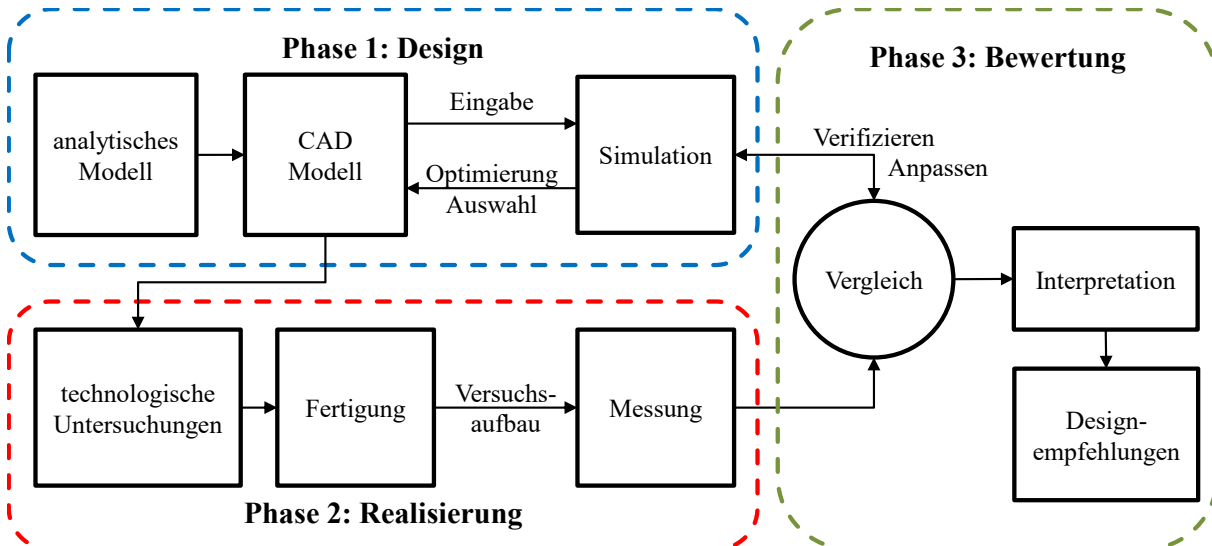 Phase 1: Design
analytisches
Modell
CAD
Modell
Eingabe
Optimierung
Auswahl
Simulation
technologische
Untersuchungen
Fertigung
Versuchs-
aufbau
Messung
Phase 2: Realisierung
Phase 3: Bewertung
Verifizieren
Anpassen
Vergleich
Interpretation
Design-
empfehlungen